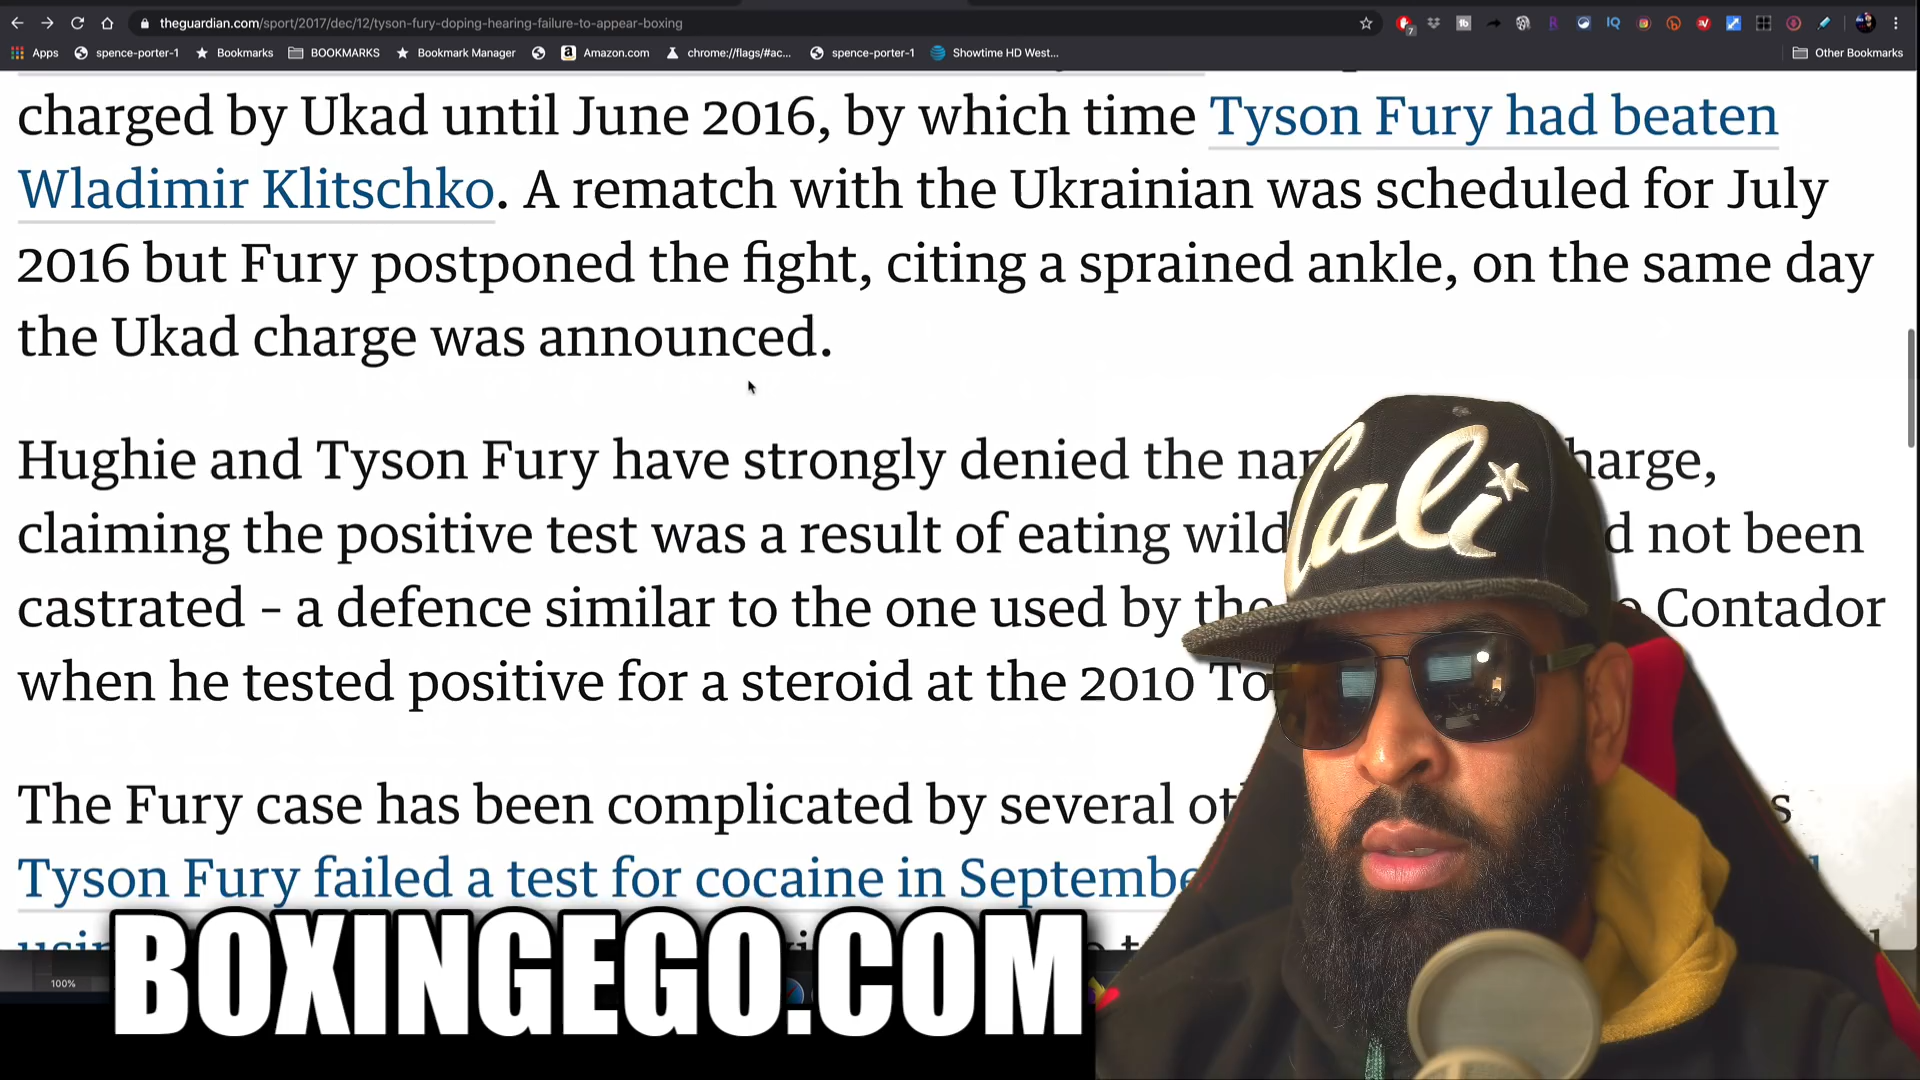 theguardian.com/sport/2017/dec/12/tyson-fury-doping-hearing-failure-to-appear-boxing
Apps spence-porter-1 Bookmarks BOOKMARKS Bookmark Manager Amazon.com chrome://flags/#ac... spence-porter-1 Showtime HD West... Other Bookmarks
charged by Ukad until June 2016, by which time Tyson Fury had beaten
Wladimir Klitschko. A rematch with the Ukrainian was scheduled for July
2016 but Fury postponed the fight, citing a sprained ankle, on the same day
the Ukad charge was announced.
Hughie and Tyson Fury have strongly denied the
claiming the positive test was a result of eating wild not been
castrated – a defence similar to the one used by the Contador
when he tested positive for a steroid at the 2010
The Fury case has been complicated by several
Tyson Fury failed a test for cocaine in
100%
BOXINGEGO.COM
Cali